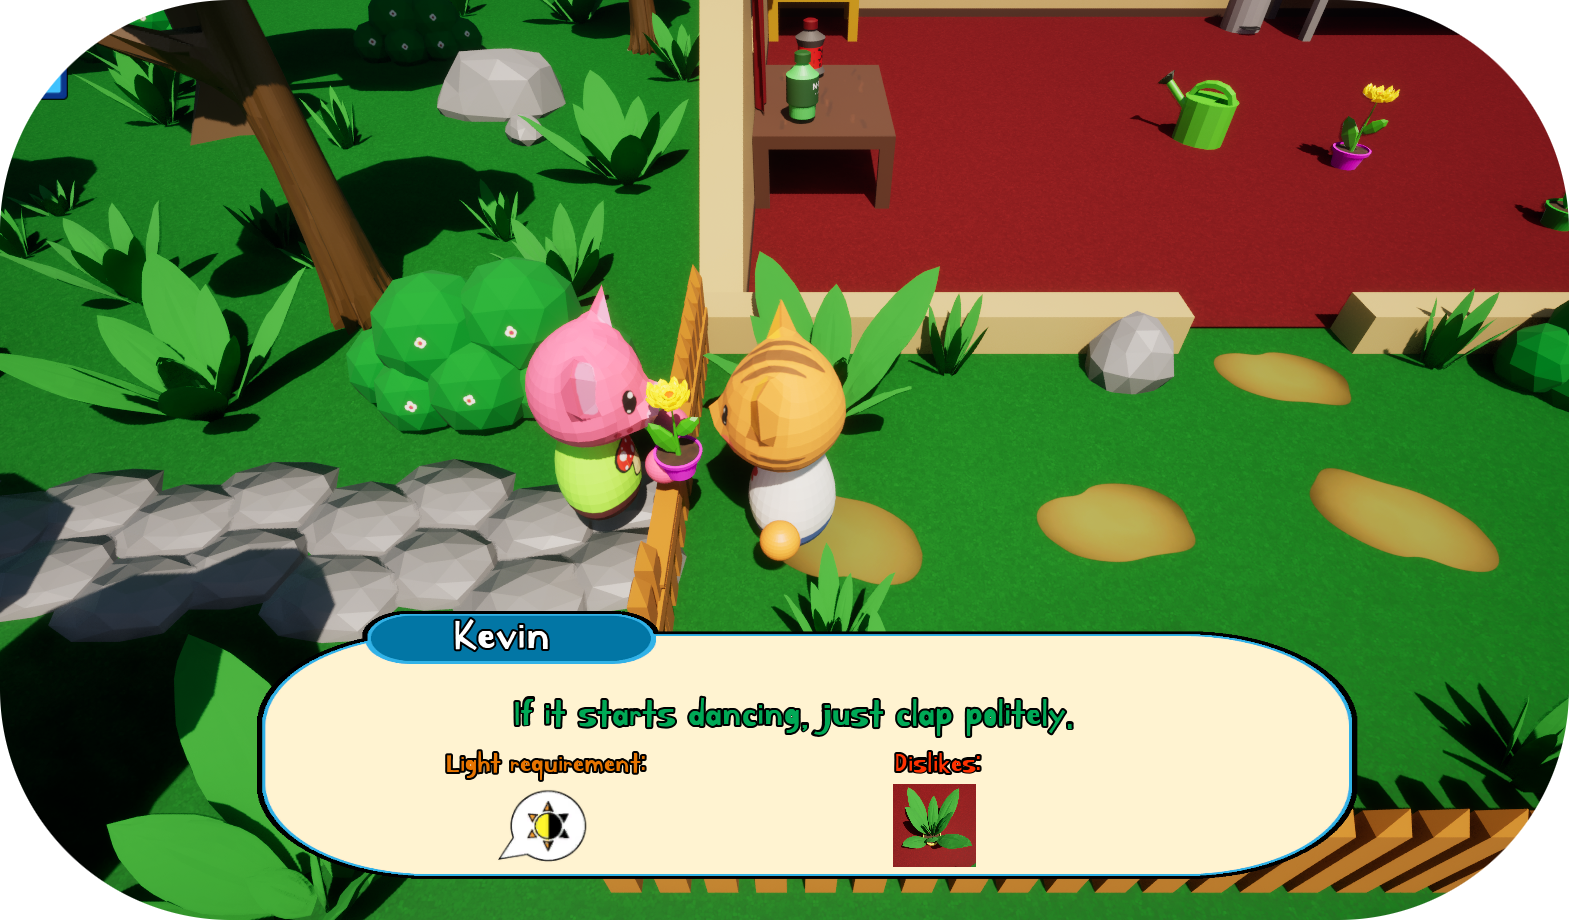 Kevin
If it starts dancing, just clap politely.
Light requirement:
Dislikes: